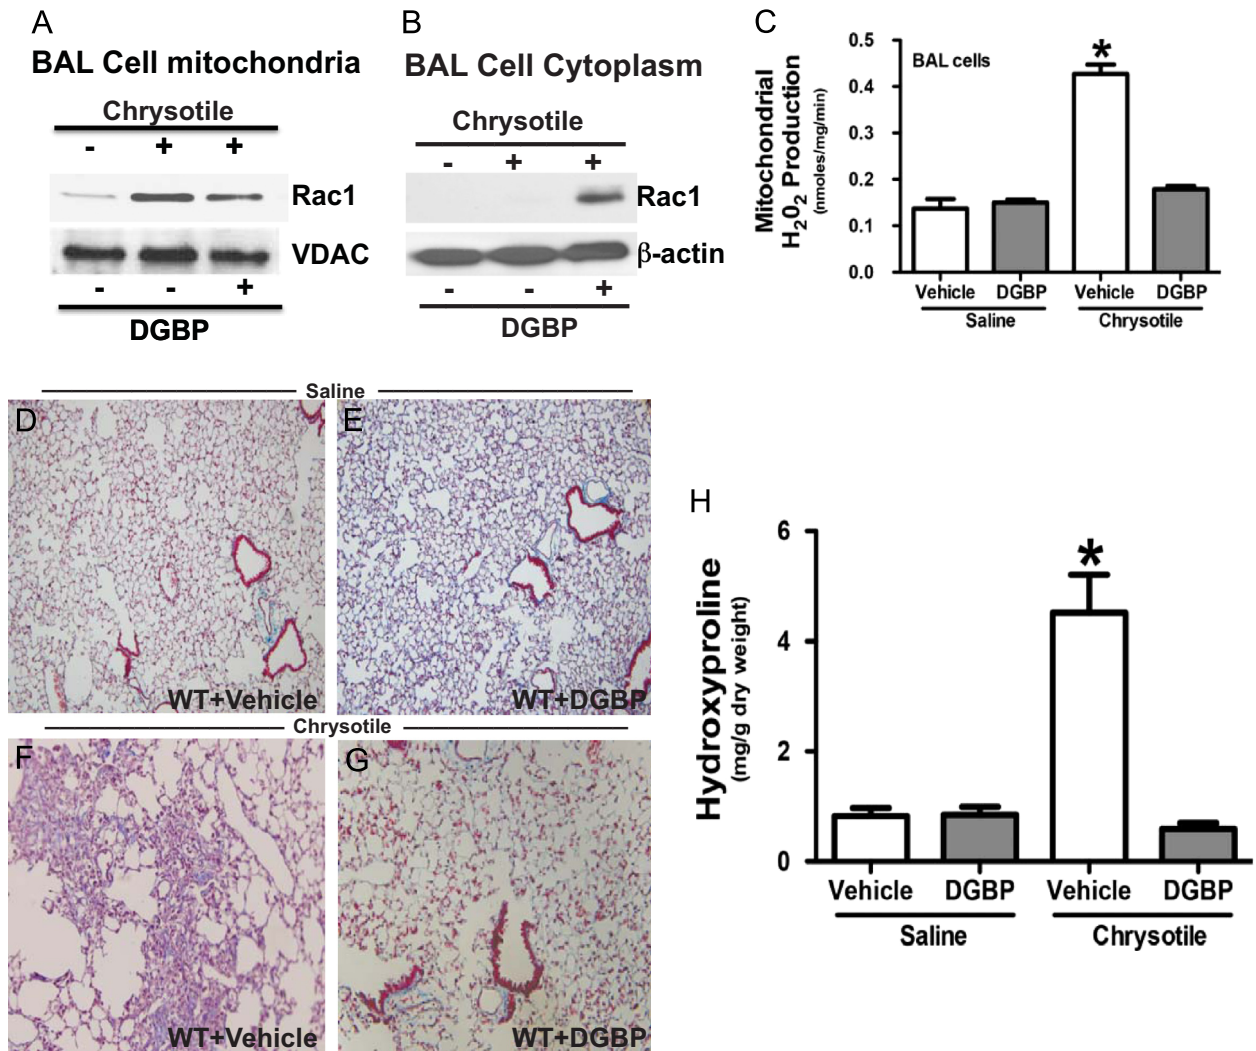 A
BAL Cell mitochondria
Chrysotile
- + +
Rac1
VDAC
- - +
DGBP
B
BAL Cell Cytoplasm
Chrysotile
- + +
Rac1
β-actin
- - +
DGBP
C
BAL cells
Mitochondrial
H₂0₂ Production
(nmoles/mg/min)
0.5
0.4
0.3
0.2
0.1
0.0
*
Vehicle DGBP Vehicle DGBP
Saline Chrysotile
Saline
D
WT+Vehicle
E
WT+DGBP
Chrysotile
F
WT+Vehicle
G
WT+DGBP
H
Hydroxyproline
(mg/g dry weight)
6
4
2
0
*
Vehicle DGBP Vehicle DGBP
Saline Chrysotile